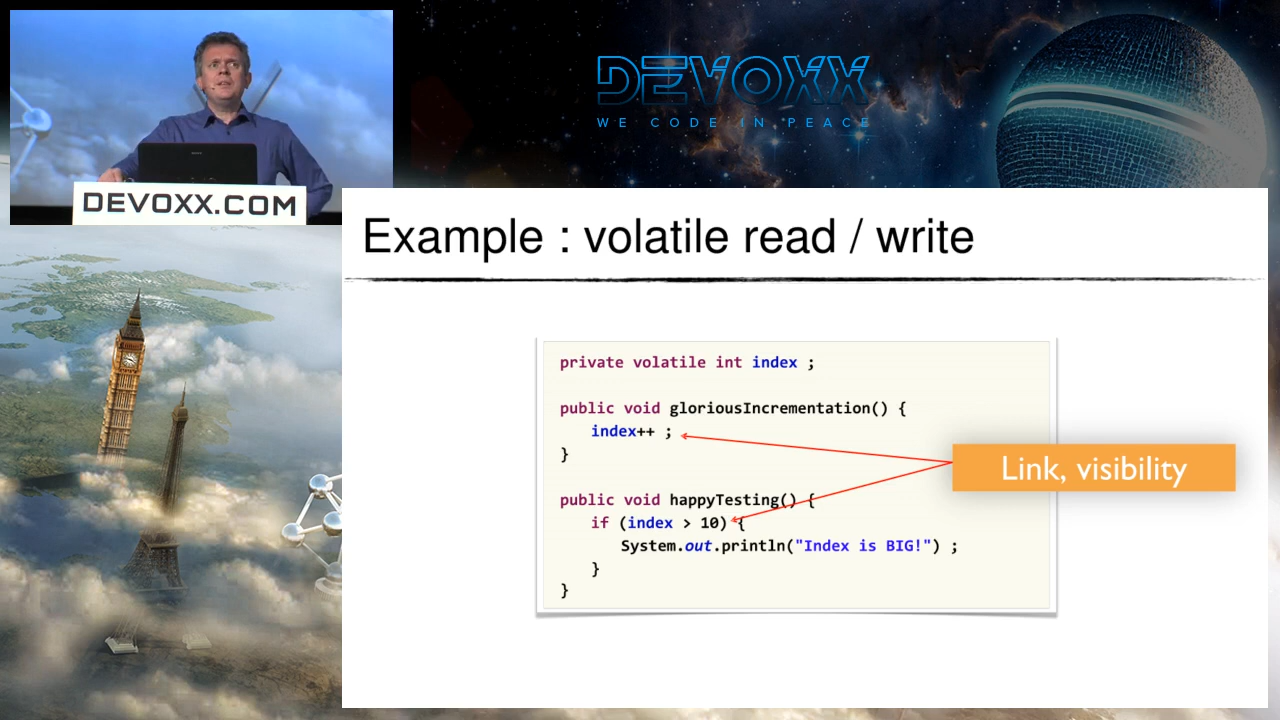 DEVOXX
WE CODE IN PEACE
DEVOXX.COM
Example : volatile read / write
private volatile int index ;
public void gloriousIncrementation() {
index++ ;
}
public void happyTesting() {
if (index > 10) {
System.out.println("Index is BIG!") ;
}
}
Link, visibility